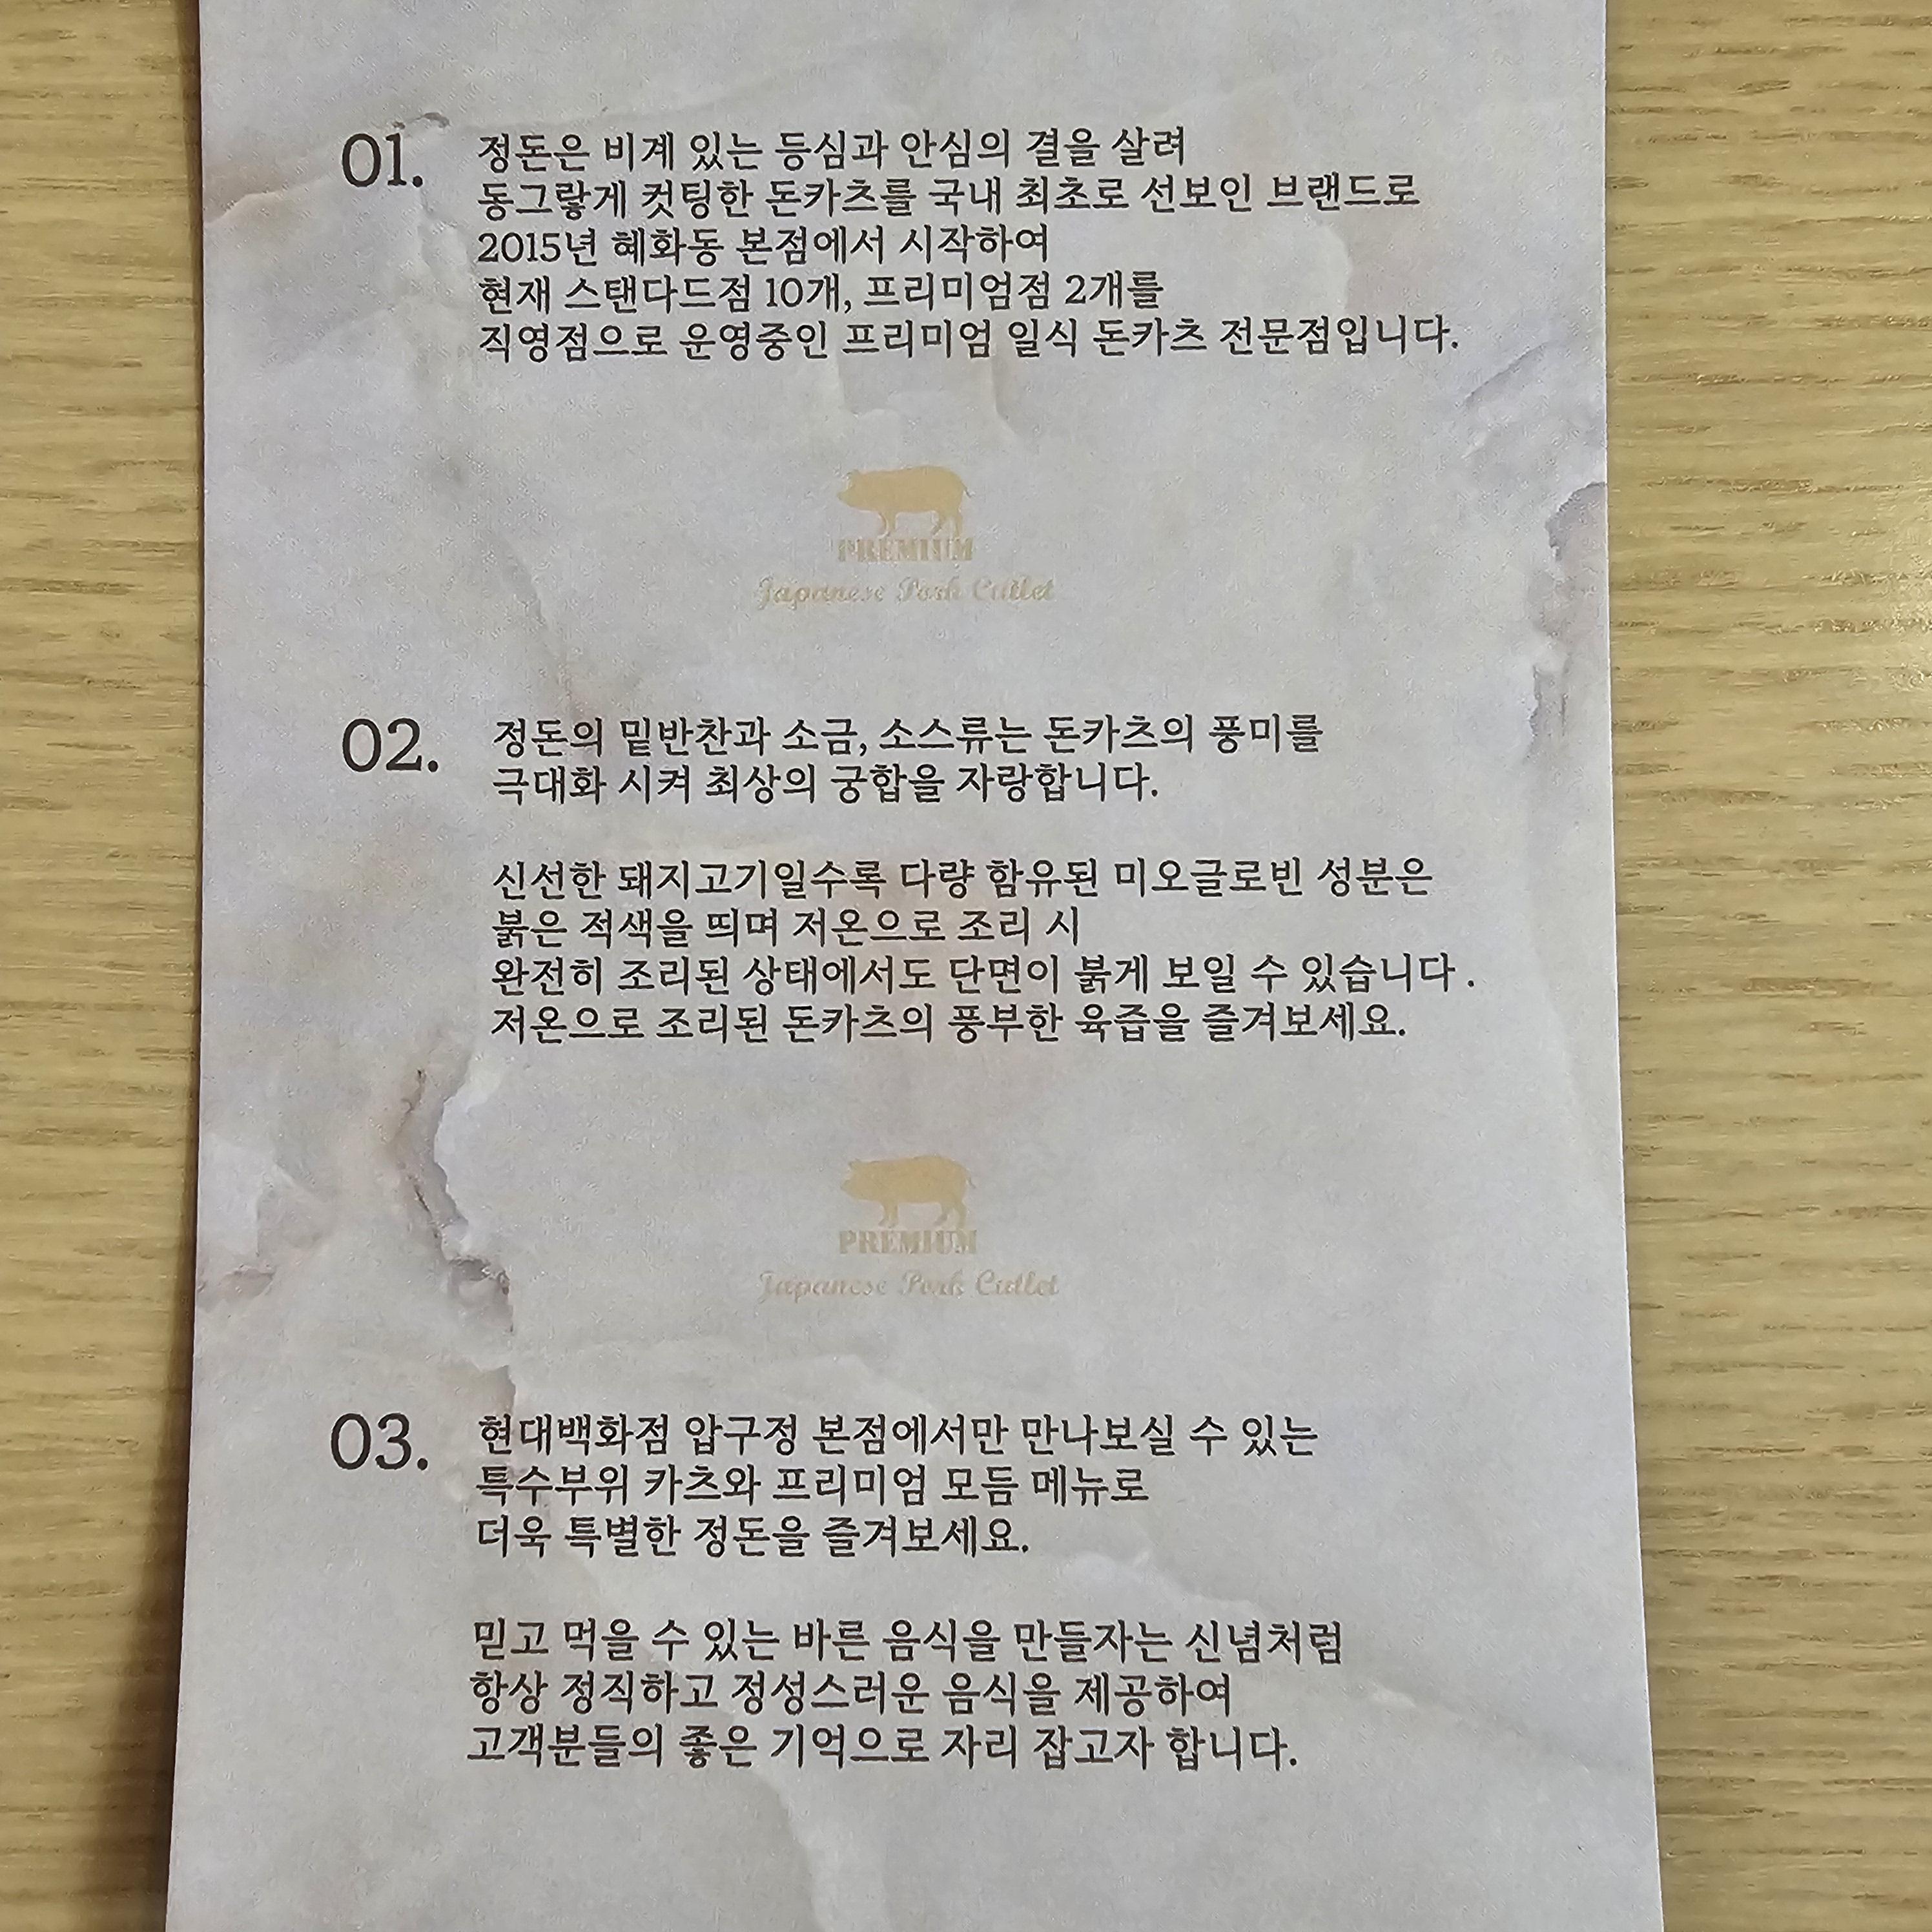 01.
정돈은 비계 있는 등심과 안심의 결을 살려
동그랗게 컷팅한 돈카츠를 국내 최초로 선보인 브랜드로
2015년 혜화동 본점에서 시작하여
현재 스탠다드점 10개, 프리미엄점 2개를
직영점으로 운영중인 프리미엄 일식 돈카츠 전문점입니다.
PREMIUM
Japanese Pork Cutlet
02.
정돈의 밑반찬과 소금, 소스류는 돈카츠의 풍미를
극대화 시켜 최상의 궁합을 자랑합니다.
신선한 돼지고기일수록 다량 함유된 미오글로빈 성분은
붉은 적색을 띄며 저온으로 조리 시
완전히 조리된 상태에서도 단면이 붉게 보일 수 있습니다 .
저온으로 조리된 돈카츠의 풍부한 육즙을 즐겨보세요.
PREMIUM
Japanese Pork Cutlet
03.
현대백화점 압구정 본점에서만 만나보실 수 있는
특수부위 카츠와 프리미엄 모듬 메뉴로
더욱 특별한 정돈을 즐겨보세요.
믿고 먹을 수 있는 바른 음식을 만들자는 신념처럼
항상 정직하고 정성스러운 음식을 제공하여
고객분들의 좋은 기억으로 자리 잡고자 합니다.